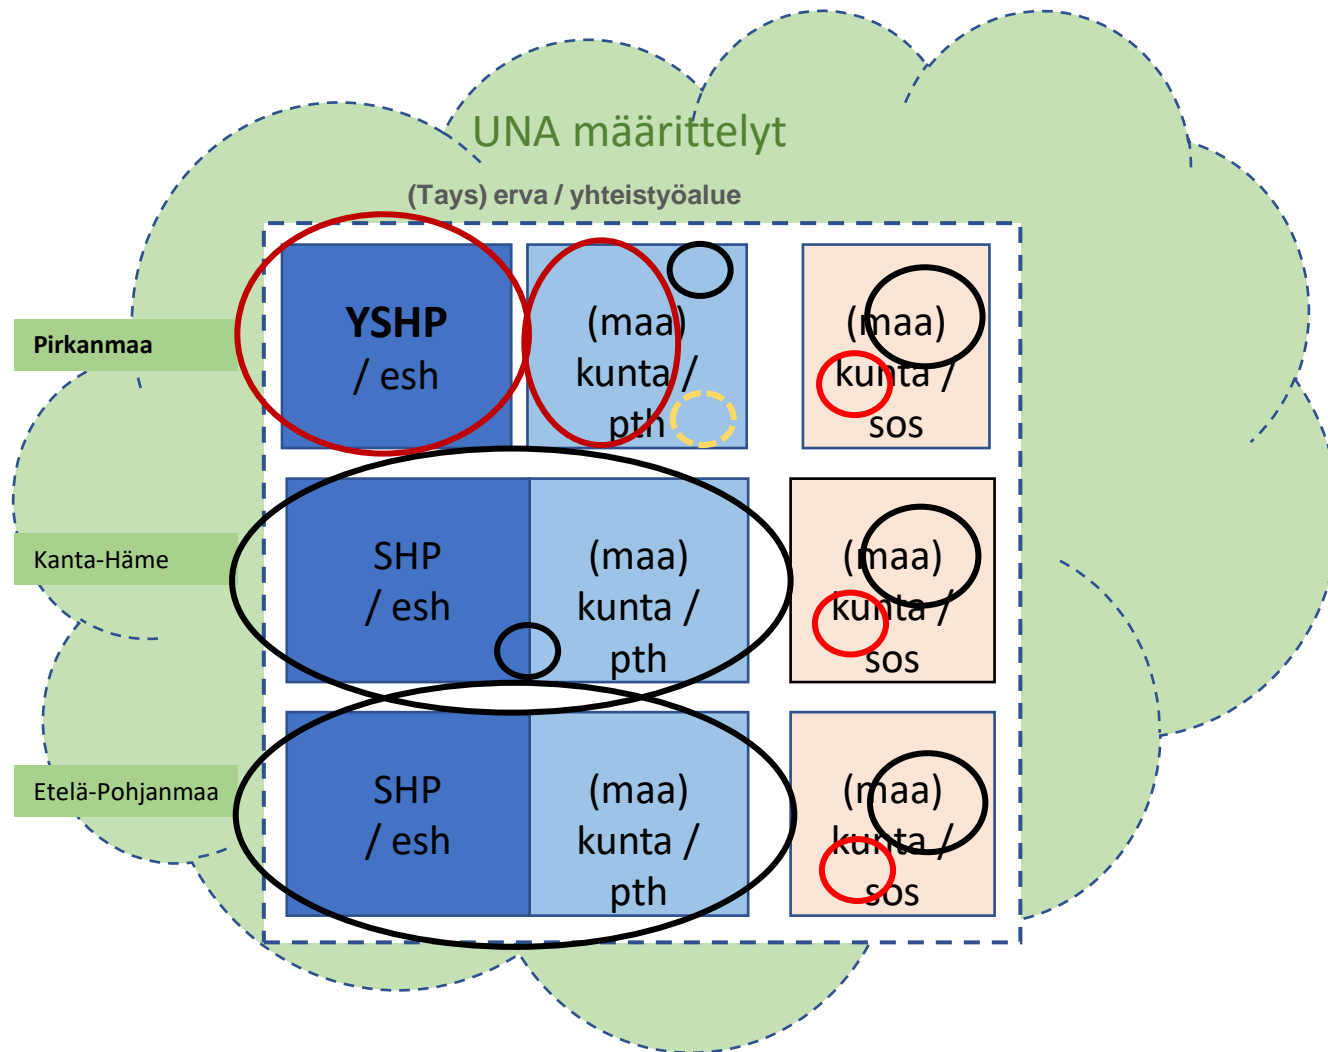 UNA määrittelyt
(Tays) erva / yhteistyöalue
Pirkanmaa
YSHP
/ esh
(maa)
kunta /
pth
(maa)
kunta /
sos
Kanta-Häme
SHP
/ esh
(maa)
kunta /
pth
(maa)
kunta /
sos
Etelä-Pohjanmaa
SHP
/ esh
(maa)
kunta /
pth
(maa)
kunta /
sos